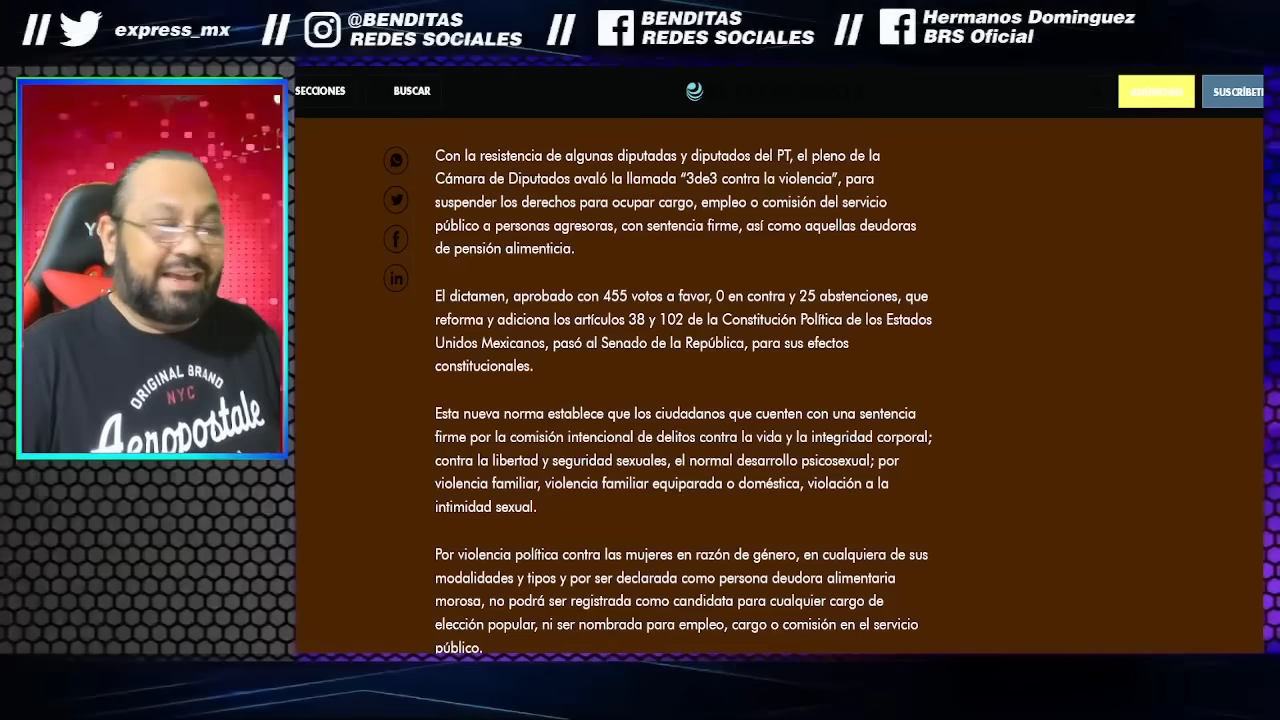 // express_mx // @BENDITAS REDES SOCIALES // BENDITAS REDES SOCIALES // Hermanos Dominguez BRS Oficial
SECCIONES BUSCAR SUSCRÍBET
Con la resistencia de algunas diputadas y diputados del PT, el pleno de la
Cámara de Diputados avaló la llamada “3de3 contra la violencia”, para
suspender los derechos para ocupar cargo, empleo o comisión del servicio
público a personas agresoras, con sentencia firme, así como aquellas deudoras
de pensión alimenticia.
El dictamen, aprobado con 455 votos a favor, 0 en contra y 25 abstenciones, que
reforma y adiciona los artículos 38 y 102 de la Constitución Política de los Estados
Unidos Mexicanos, pasó al Senado de la República, para sus efectos
constitucionales.
Esta nueva norma establece que los ciudadanos que cuenten con una sentencia
firme por la comisión intencional de delitos contra la vida y la integridad corporal;
contra la libertad y seguridad sexuales, el normal desarrollo psicosexual; por
violencia familiar, violencia familiar equiparada o doméstica, violación a la
intimidad sexual.
Por violencia política contra las mujeres en razón de género, en cualquiera de sus
modalidades y tipos y por ser declarada como persona deudora alimentaria
morosa, no podrá ser registrada como candidata para cualquier cargo de
elección popular, ni ser nombrada para empleo, cargo o comisión en el servicio
público.
ORIGINAL BRAND
NYC
Aeropostale